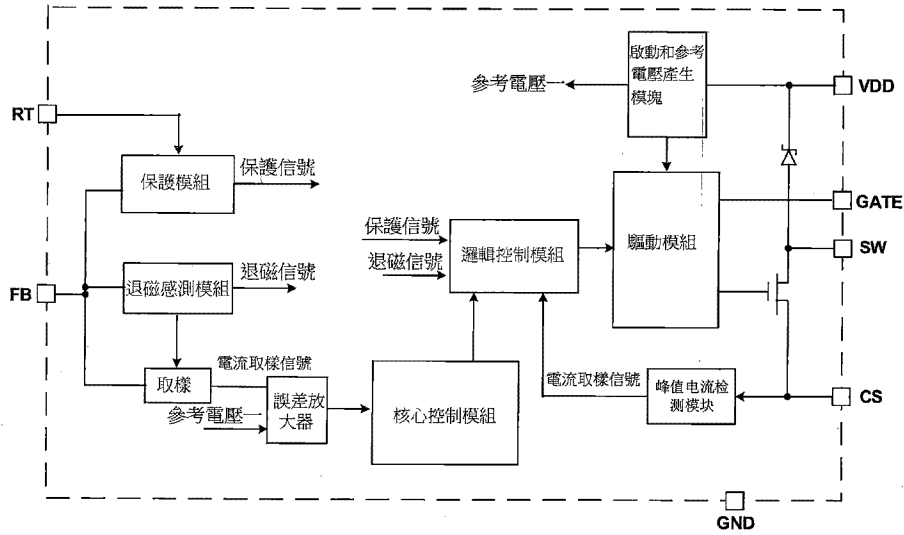 啟動和參考
電壓產生
模塊
參考電壓一
VDD
RT
保護模組
保護信號
GATE
保護信號
退磁信號
邏輯控制模組
驅動模組
SW
FB
退磁感測模組
退磁信號
取樣
電流取樣信號
參考電壓一
誤差放
大器
核心控制模組
電流取樣信號
峰值电流检
测模块
CS
GND